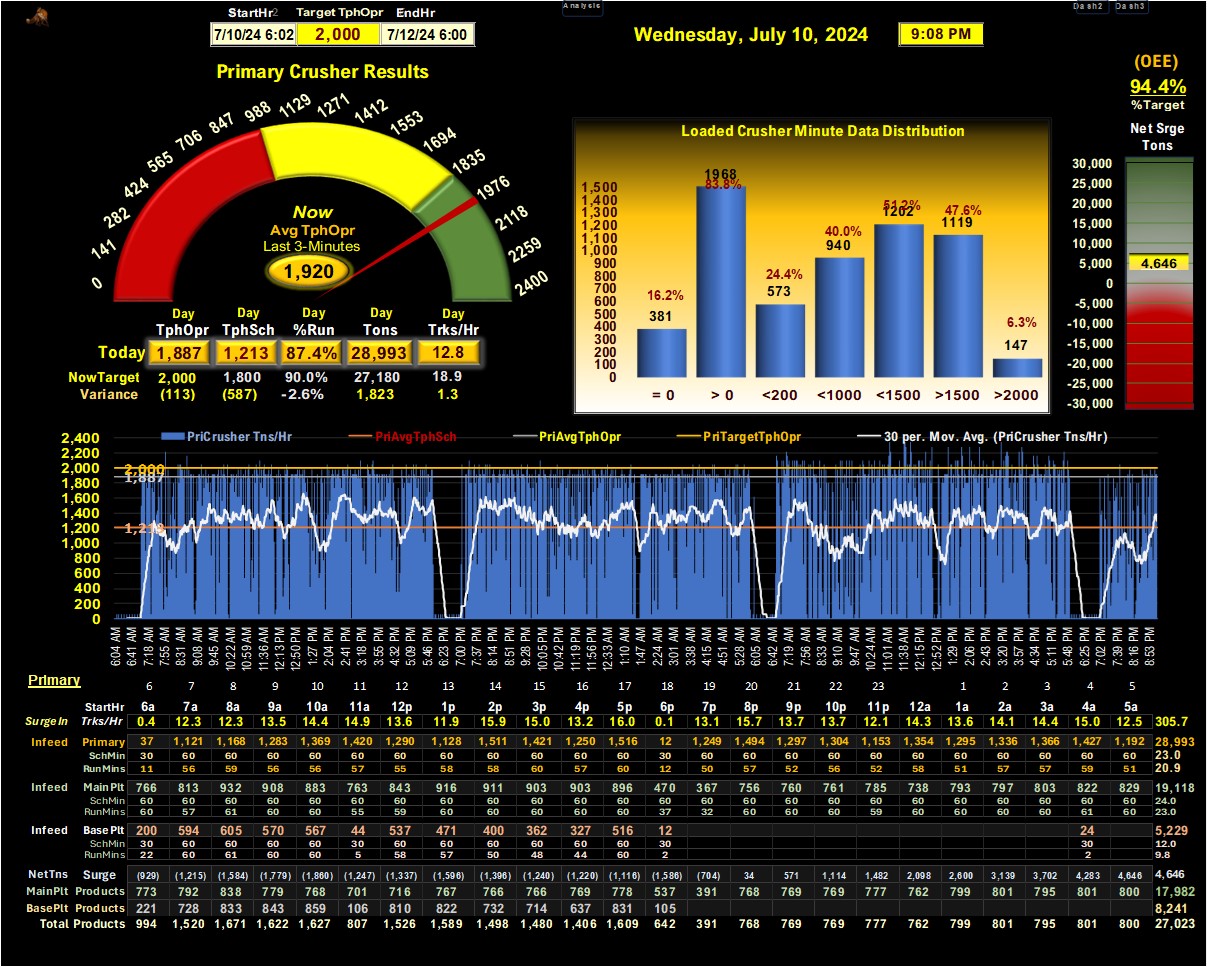 Analysis Dash2 Dash3
StartHr2 Target TphOpr EndHr
7/10/24 6:02 2,000 7/12/24 6:00
Wednesday, July 10, 2024 9:08 PM
(OEE)
94.4%
%Target
Net Srge
Tons
30,000
25,000
20,000
15,000
10,000
5,000
4,646
0
-5,000
-10,000
-15,000
-20,000
-25,000
-30,000
Primary Crusher Results
0 141 282 424 565 706 847 988 1129 1271 1412 1553 1694 1835 1976 2118 2259 2400
Now
Avg TphOpr
Last 3-Minutes
1,920
Day Day Day Day Day
TphOpr TphSch %Run Tons Trks/Hr
Today 1,887 1,213 87.4% 28,993 12.8
NowTarget 2,000 1,800 90.0% 27,180 18.9
Variance (113) (587) -2.6% 1,823 1.3
Loaded Crusher Minute Data Distribution
1,500
1,400
1,300
1,200
1,100
1,000
900
800
700
600
500
400
300
200
100
0
16.2% 83.8% 24.4% 40.0% 51.2% 47.6% 6.3%
381 1968 573 940 1202 1119 147
= 0 > 0 <200 <1000 <1500 >1500 >2000
PriCrusher Tns/Hr PriAvgTphSch PriAvgTphOpr PriTargetTphOpr 30 per. Mov. Avg. (PriCrusher Tns/Hr)
2,400
2,200
2,000 2,000
1,800 1,887
1,600
1,400
1,200
1,000
800
600
400
200
0
6:04 AM 6:41 AM 7:18 AM 7:55 AM 8:31 AM 9:08 AM 9:45 AM 10:22 AM 10:59 AM 11:36 AM 12:13 PM 12:50 PM 1:27 PM 2:04 PM 2:41 PM 3:18 PM 3:55 PM 4:32 PM 5:09 PM 5:46 PM 6:23 PM 7:00 PM 7:37 PM 8:14 PM 8:51 PM 9:28 PM 10:05 PM 10:42 PM 11:19 PM 11:56 PM 12:33 AM 1:10 AM 1:47 AM 2:24 AM 3:01 AM 3:38 AM 4:15 AM 4:51 AM 5:28 AM 6:05 AM 6:42 AM 7:19 AM 7:56 AM 8:33 AM 9:10 AM 9:47 AM 10:24 AM 11:01 AM 11:38 AM 12:15 PM 12:52 PM 1:29 PM 2:06 PM 2:43 PM 3:20 PM 3:57 PM 4:34 PM 5:11 PM 5:48 PM 6:25 PM 7:02 PM 7:39 PM 8:16 PM 8:53 PM
Primary
6 7 8 9 10 11 12 13 14 15 16 17 18 19 20 21 22 23 1 2 3 4 5
StartHr 6a 7a 8a 9a 10a 11a 12p 1p 2p 3p 4p 5p 6p 7p 8p 9p 10p 11p 12a 1a 2a 3a 4a 5a
SurgeIn Trks/Hr 0.4 12.3 12.3 13.5 14.4 14.9 13.6 11.9 15.9 15.0 13.2 16.0 0.1 13.1 15.7 13.7 13.7 12.1 14.3 13.6 14.1 14.4 15.0 12.5 305.7
Infeed Primary 37 1,121 1,168 1,283 1,369 1,420 1,290 1,128 1,511 1,421 1,250 1,516 12 1,249 1,494 1,297 1,304 1,153 1,354 1,295 1,336 1,366 1,427 1,192 28,993
SchMin 30 60 60 60 60 60 60 60 60 60 60 60 30 60 60 60 60 60 60 60 60 60 60 60 23.0
RunMins 11 56 59 56 56 57 55 58 58 60 57 60 12 50 57 52 56 52 58 51 57 57 59 51 20.9
Infeed MainPlt 766 813 932 908 883 763 843 916 911 903 903 896 470 367 756 760 761 785 738 793 797 803 822 829 19,118
SchMin 60 60 60 60 60 60 60 60 60 60 60 60 60 60 60 60 60 60 60 60 60 60 60 60 24.0
RunMins 60 57 61 60 60 55 59 60 60 60 60 60 37 32 60 60 60 59 60 60 60 60 61 60 23.0
Infeed BasePlt 200 594 605 570 567 44 537 471 400 362 327 516 12 24 5,229
SchMin 30 60 60 60 60 30 60 60 60 60 60 60 30 30 12.0
RunMins 22 60 61 60 60 5 58 57 50 48 44 60 2 2 9.8
NetTns Surge (929) (1,215) (1,584) (1,779) (1,860) (1,247) (1,337) (1,596) (1,396) (1,240) (1,220) (1,116) (1,586) (704) 34 571 1,114 1,482 2,098 2,600 3,139 3,702 4,283 4,646 4,646
MainPlt Products 773 792 838 779 768 701 716 767 766 766 769 778 537 391 768 769 769 777 762 799 801 795 801 800 17,982
BasePlt Products 221 728 833 843 859 106 810 822 732 714 637 831 105 8,241
Total Products 994 1,520 1,671 1,622 1,627 807 1,526 1,589 1,498 1,480 1,406 1,609 642 391 768 769 769 777 762 799 801 795 801 800 27,023